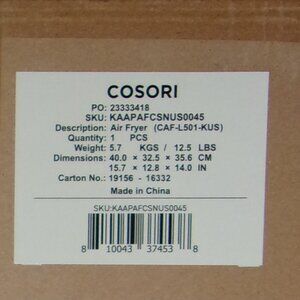 COSORI
PO: 23333418
SKU: KAAPAFCSNUS0045
Description: Air Fryer (CAF-L501-KUS)
Quantity: 1 PCS
Weight: 5.7 KGS / 12.5 LBS
Dimensions: 40.0 × 32.5 × 35.6 CM
15.7 × 12.8 × 14.0 IN
Carton No.: 19156 - 16332
Made in China
SKU:KAAPAFCSNUS0045
8 10043 37453 8